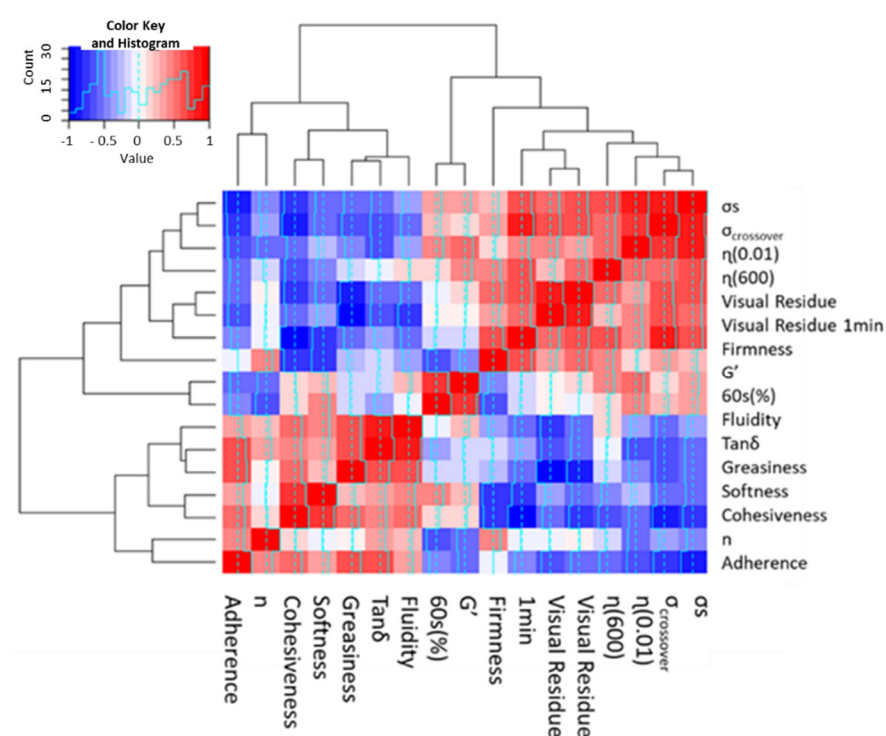 Color Key
and Histogram
Count
0 15 30
-1 - 0.5 0 0.5 1
Value
σs
σcrossover
η(0.01)
η(600)
Visual Residue
Visual Residue 1min
Firmness
G’
60s(%)
Fluidity
Tanδ
Greasiness
Softness
Cohesiveness
n
Adherence
Adherence
n
Cohesiveness
Softness
Greasiness
Tanδ
Fluidity
60s(%)
G’
Firmness
1min
Visual Residue
Visual Residue
η(600)
η(0.01)
σcrossover
σs